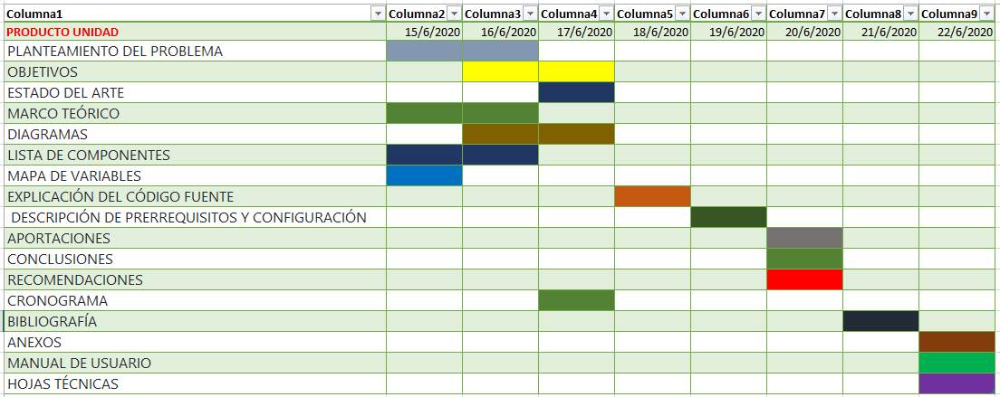 Columna1 Columna2 Columna3 Columna4 Columna5 Columna6 Columna7 Columna8 Columna9
PRODUCTO UNIDAD 15/6/2020 16/6/2020 17/6/2020 18/6/2020 19/6/2020 20/6/2020 21/6/2020 22/6/2020
PLANTEAMIENTO DEL PROBLEMA
OBJETIVOS
ESTADO DEL ARTE
MARCO TEÓRICO
DIAGRAMAS
LISTA DE COMPONENTES
MAPA DE VARIABLES
EXPLICACIÓN DEL CÓDIGO FUENTE
DESCRIPCIÓN DE PRERREQUISITOS Y CONFIGURACIÓN
APORTACIONES
CONCLUSIONES
RECOMENDACIONES
CRONOGRAMA
BIBLIOGRAFÍA
ANEXOS
MANUAL DE USUARIO
HOJAS TÉCNICAS